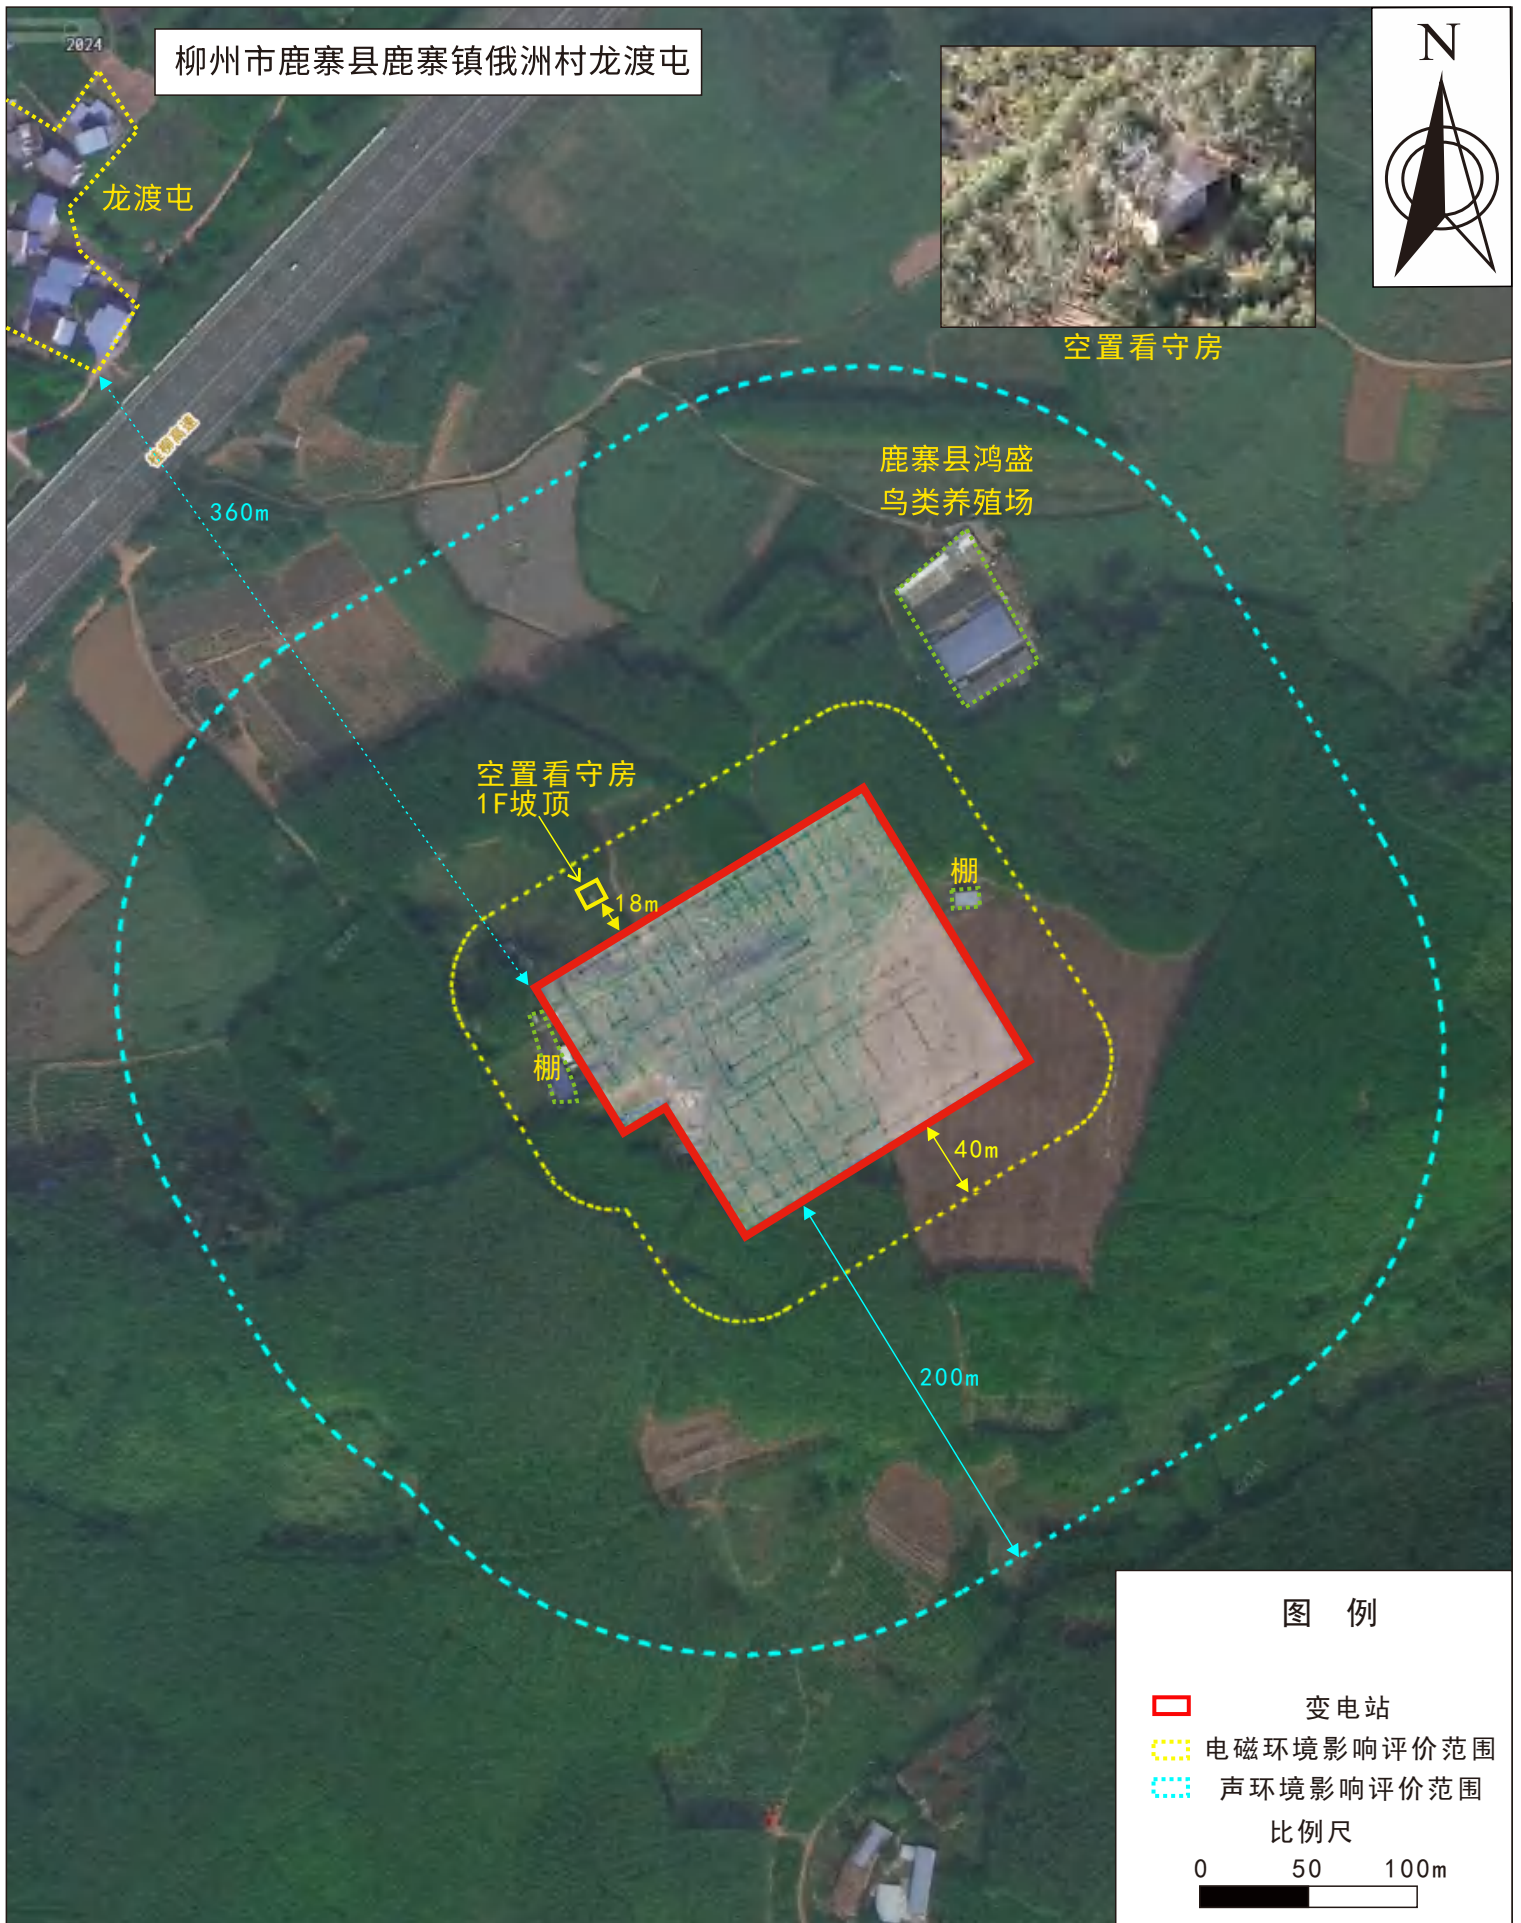 2024
柳州市鹿寨县鹿寨镇俄洲村龙渡屯
N
龙渡屯
空置看守房
桂柳高速
鹿寨县鸿盛
鸟类养殖场
360m
空置看守房
1F坡顶
棚
18m
棚
40m
200m
图 例
变电站
电磁环境影响评价范围
声环境影响评价范围
比例尺
0 50 100m